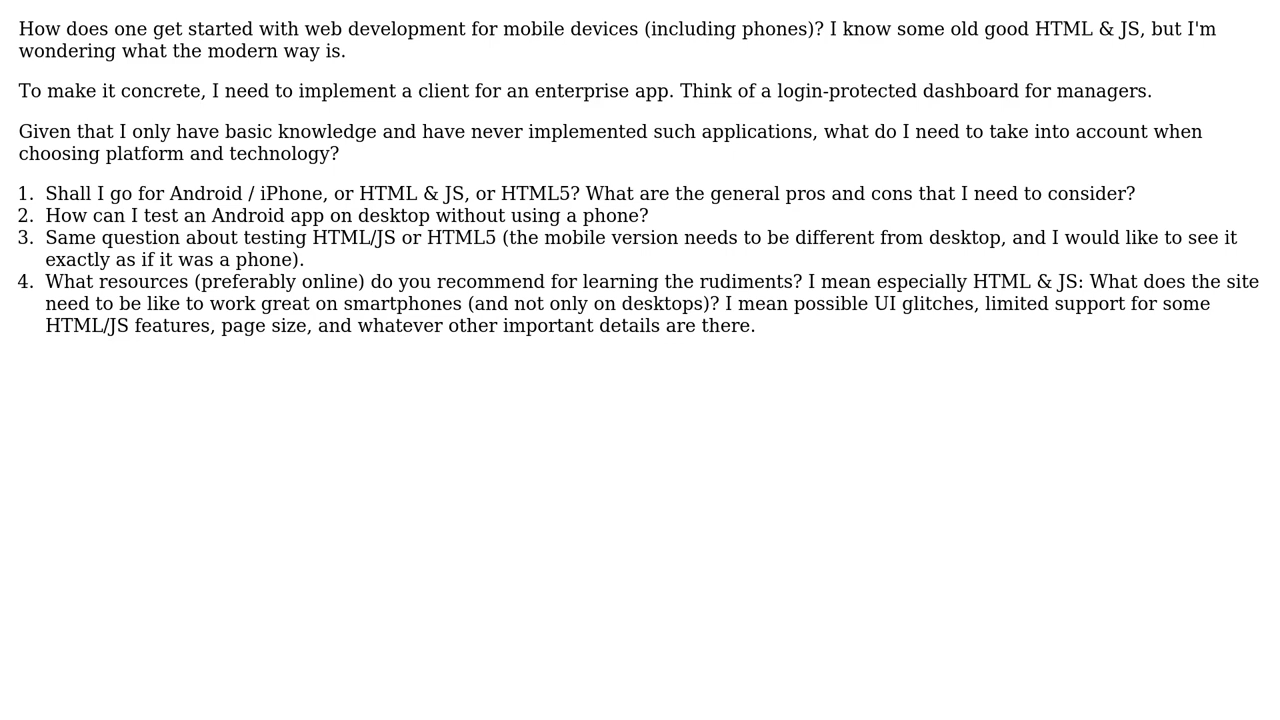 How does one get started with web development for mobile devices (including phones)? I know some old good HTML & JS, but I'm
wondering what the modern way is.
To make it concrete, I need to implement a client for an enterprise app. Think of a login-protected dashboard for managers.
Given that I only have basic knowledge and have never implemented such applications, what do I need to take into account when
choosing platform and technology?
1. Shall I go for Android / iPhone, or HTML & JS, or HTML5? What are the general pros and cons that I need to consider?
2. How can I test an Android app on desktop without using a phone?
3. Same question about testing HTML/JS or HTML5 (the mobile version needs to be different from desktop, and I would like to see it
exactly as if it was a phone).
4. What resources (preferably online) do you recommend for learning the rudiments? I mean especially HTML & JS: What does the site
need to be like to work great on smartphones (and not only on desktops)? I mean possible UI glitches, limited support for some
HTML/JS features, page size, and whatever other important details are there.